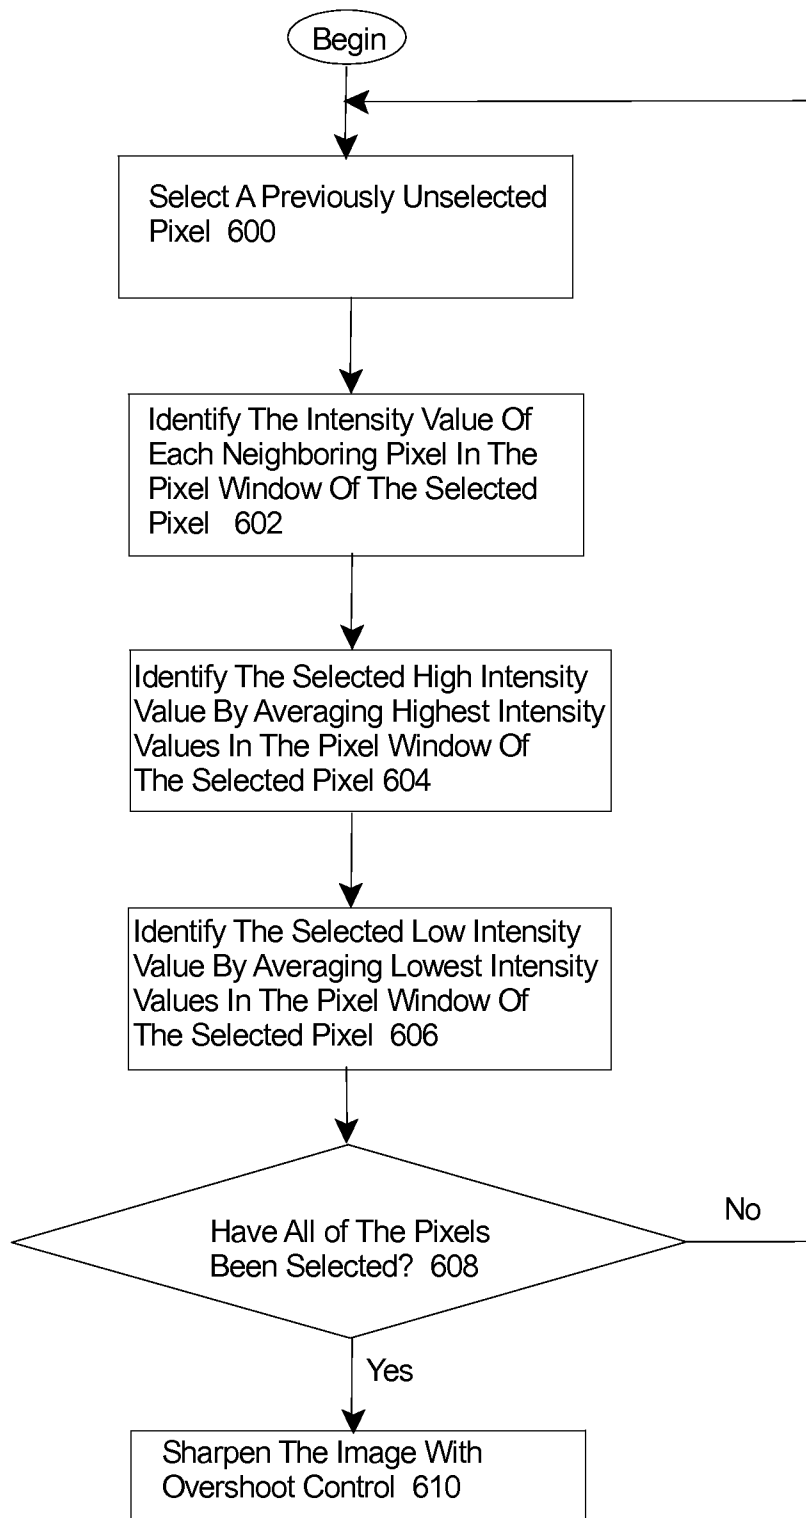 Begin
Select A Previously Unselected
Pixel 600
Identify The Intensity Value Of
Each Neighboring Pixel In The
Pixel Window Of The Selected
Pixel 602
Identify The Selected High Intensity
Value By Averaging Highest Intensity
Values In The Pixel Window Of
The Selected Pixel 604
Identify The Selected Low Intensity
Value By Averaging Lowest Intensity
Values In The Pixel Window Of
The Selected Pixel 606
Have All of The Pixels
Been Selected? 608
No
Yes
Sharpen The Image With
Overshoot Control 610